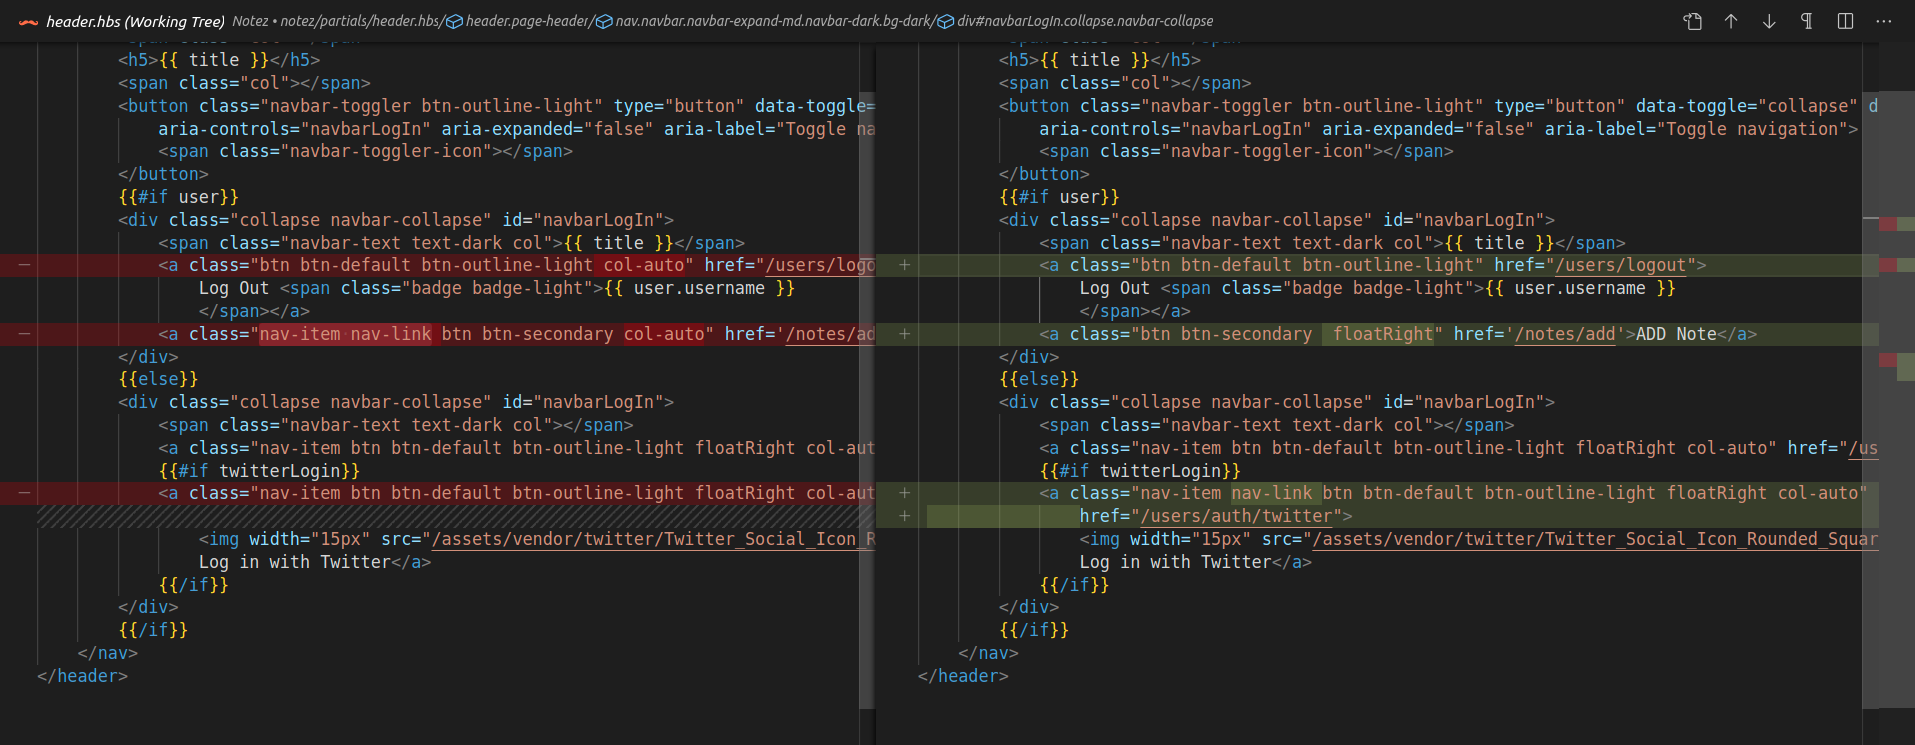 header.hbs (Working Tree) Notez • notez/partials/header.hbs/ header.page-header/ nav.navbar.navbar-expand-md.navbar-dark.bg-dark/ div#navbarLogIn.collapse.navbar-collapse
<h5>{{ title }}</h5>
<span class="col"></span>
<button class="navbar-toggler btn-outline-light" type="button" data-toggle=
aria-controls="navbarLogIn" aria-expanded="false" aria-label="Toggle na
<span class="navbar-toggler-icon"></span>
</button>
{{#if user}}
<div class="collapse navbar-collapse" id="navbarLogIn">
<span class="navbar-text text-dark col">{{ title }}</span>
— <a class="btn btn-default btn-outline-light col-auto" href="/users/logo
Log Out <span class="badge badge-light">{{ user.username }}
</span></a>
— <a class="nav-item·nav-link btn btn-secondary col-auto" href='/notes/ad
</div>
{{else}}
<div class="collapse navbar-collapse" id="navbarLogIn">
<span class="navbar-text text-dark col"></span>
<a class="nav-item btn btn-default btn-outline-light floatRight col-aut
{{#if twitterLogin}}
— <a class="nav-item btn btn-default btn-outline-light floatRight col-aut
<img width="15px" src="/assets/vendor/twitter/Twitter_Social_Icon_R
Log in with Twitter</a>
{{/if}}
</div>
{{/if}}
</nav>
</header>
<h5>{{ title }}</h5>
<span class="col"></span>
<button class="navbar-toggler btn-outline-light" type="button" data-toggle="collapse" d
aria-controls="navbarLogIn" aria-expanded="false" aria-label="Toggle navigation">
<span class="navbar-toggler-icon"></span>
</button>
{{#if user}}
<div class="collapse navbar-collapse" id="navbarLogIn">
<span class="navbar-text text-dark col">{{ title }}</span>
+ <a class="btn btn-default btn-outline-light" href="/users/logout">
Log Out <span class="badge badge-light">{{ user.username }}
</span></a>
+ <a class="btn btn-secondary  floatRight" href='/notes/add'>ADD Note</a>
</div>
{{else}}
<div class="collapse navbar-collapse" id="navbarLogIn">
<span class="navbar-text text-dark col"></span>
<a class="nav-item btn btn-default btn-outline-light floatRight col-auto" href="/us
{{#if twitterLogin}}
+ <a class="nav-item nav-link btn btn-default btn-outline-light floatRight col-auto"
+ href="/users/auth/twitter">
<img width="15px" src="/assets/vendor/twitter/Twitter_Social_Icon_Rounded_Squar
Log in with Twitter</a>
{{/if}}
</div>
{{/if}}
</nav>
</header>